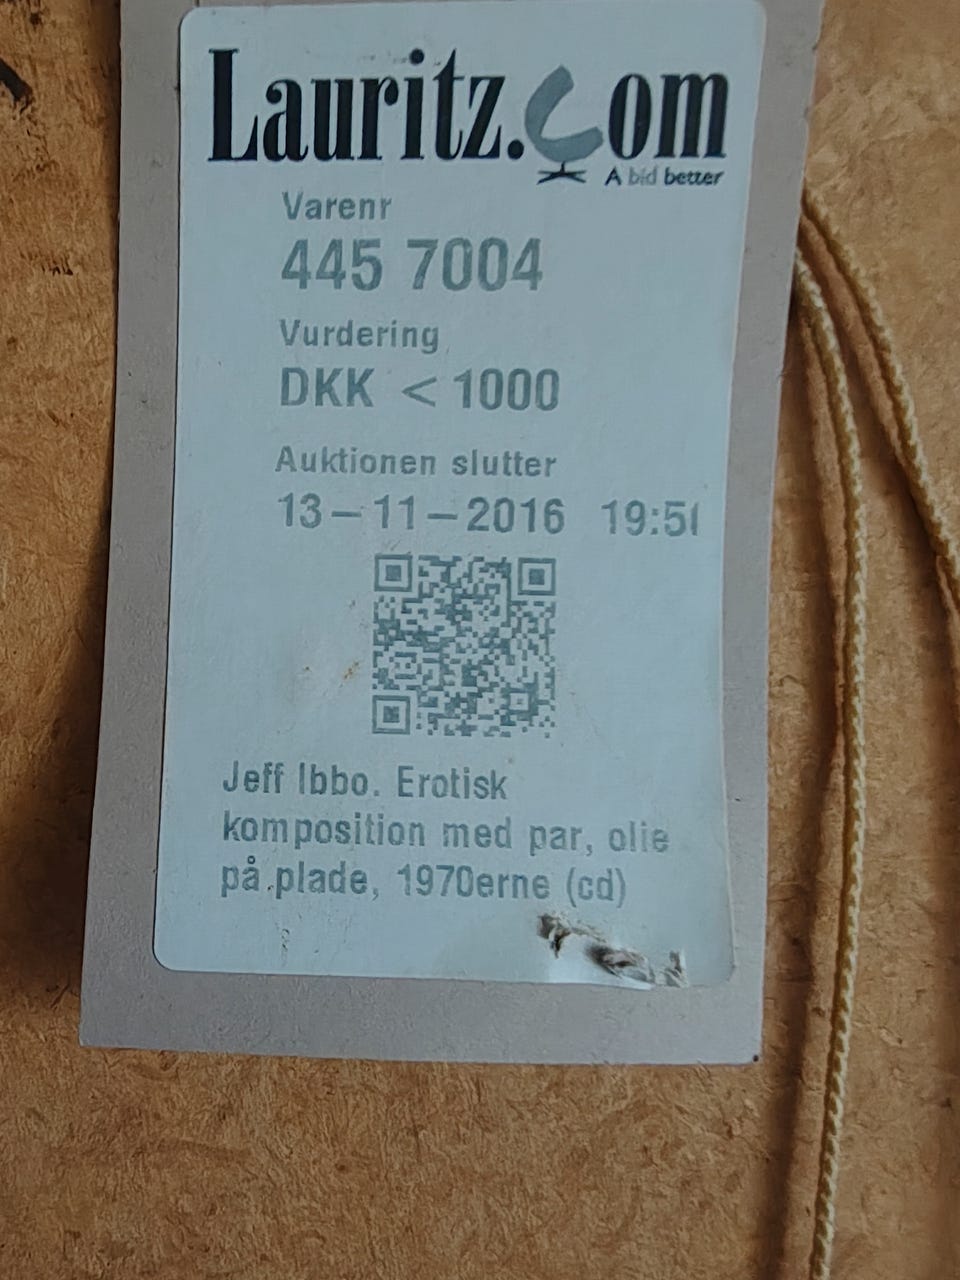 Lauritz.Com
A bid better
Varenr
445 7004
Vurdering
DKK < 1000
Auktionen slutter
13-11-2016
Jeff Ibbo. Erotisk
komposition med par, olie
på plade, 1970erne (cd)